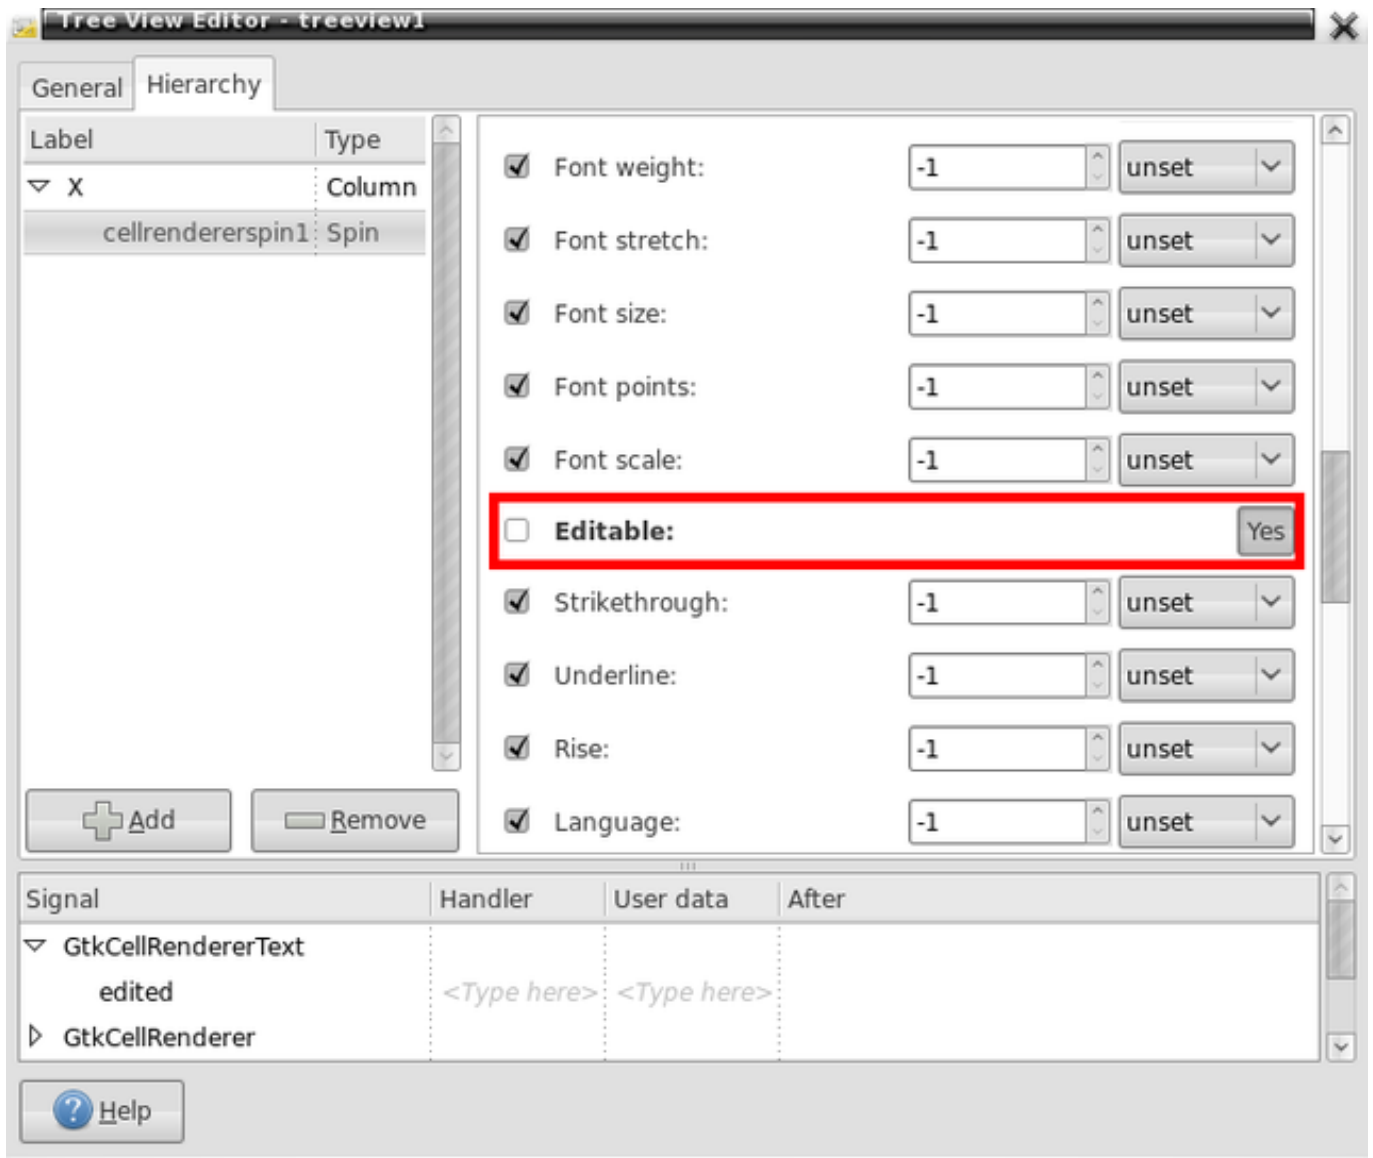 Tree View Editor - treeview1
General Hierarchy
Label Type
X Column
cellrendererspin1 Spin
Font weight: -1 unset
Font stretch: -1 unset
Font size: -1 unset
Font points: -1 unset
Font scale: -1 unset
Editable: Yes
Strikethrough: -1 unset
Underline: -1 unset
Rise: -1 unset
Language: -1 unset
Add Remove
Signal Handler User data After
GtkCellRendererText
edited <Type here> <Type here>
GtkCellRenderer
Help